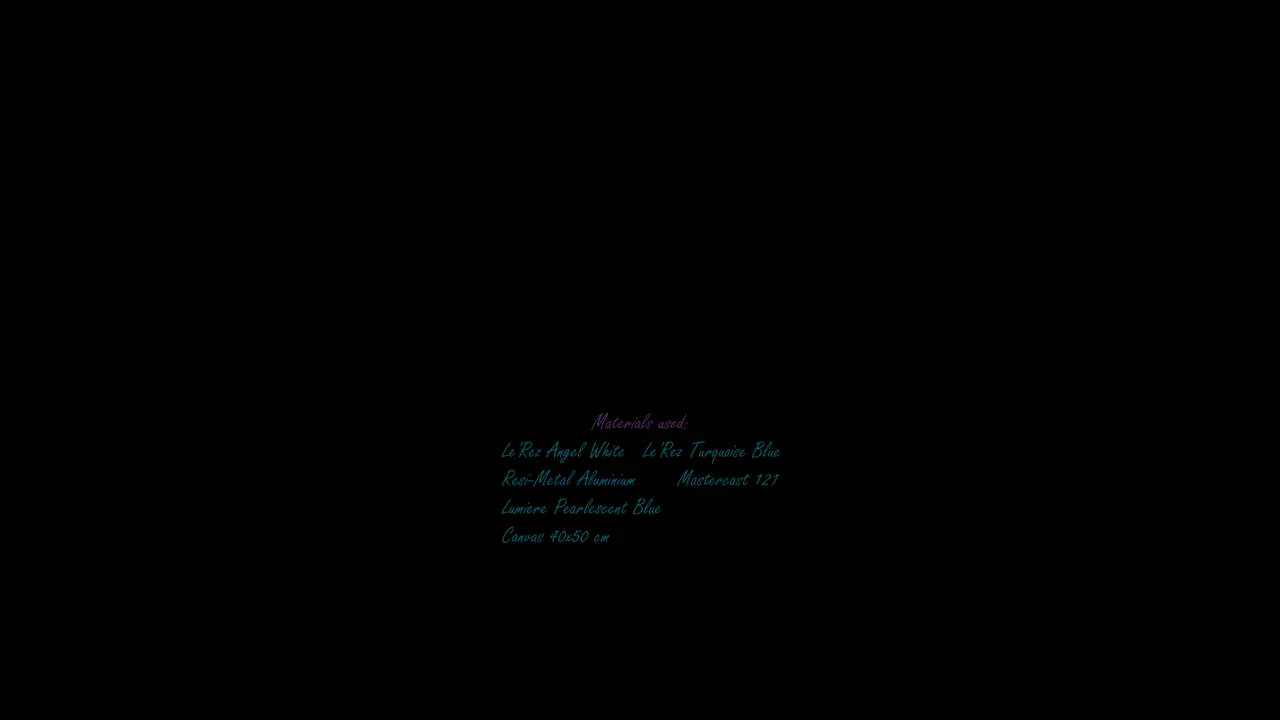 Materials used:
Le'Rez Angel White Le'Rez Turquoise Blue
Resi-Metal Aluminium Mastercast 121
Lumiere Pearlescent Blue
Canvas 40x50 cm